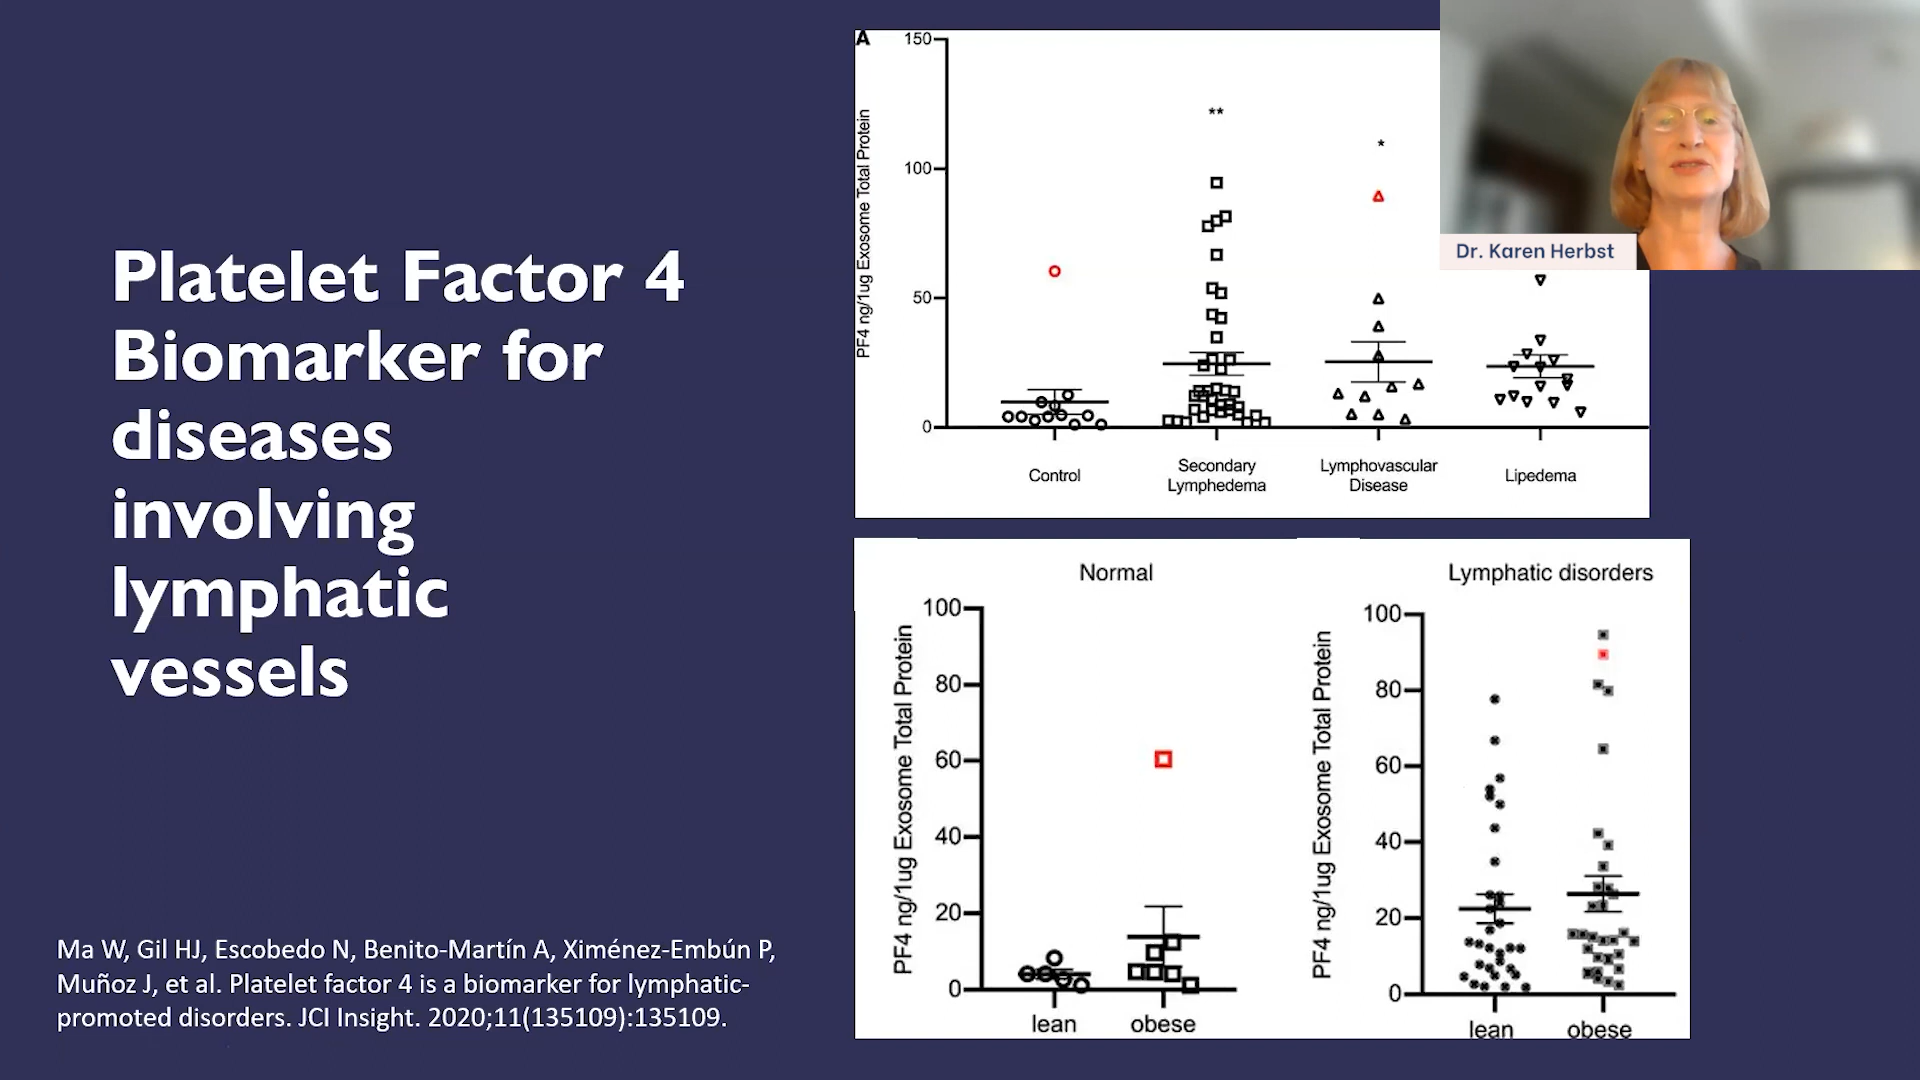 Platelet Factor 4
Biomarker for
diseases
involving
lymphatic
vessels
Ma W, Gil HJ, Escobedo N, Benito-Martín A, Ximénez-Embún P,
Muñoz J, et al. Platelet factor 4 is a biomarker for lymphatic-
promoted disorders. JCI Insight. 2020;11(135109):135109.
A
PF4 ng/1ug Exosome Total Protein
150
100
50
0
**
*
Control
Secondary
Lymphedema
Lymphovascular
Disease
Lipedema
Dr. Karen Herbst
Normal
PF4 ng/1ug Exosome Total Protein
100
80
60
40
20
0
lean
obese
Lymphatic disorders
PF4 ng/1ug Exosome Total Protein
100
80
60
40
20
0
lean
obese